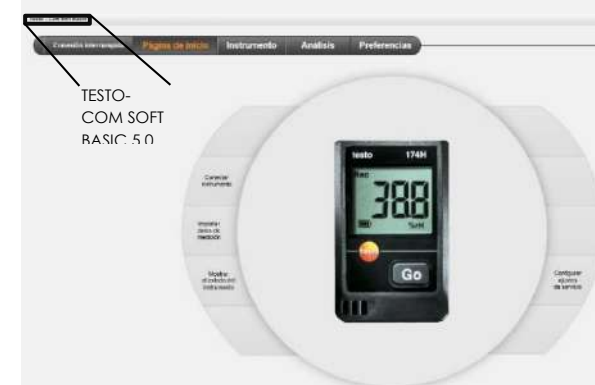 Conexión interrumpida Página de inicio Instrumento Análisis Preferencias
TESTO-
COM SOFT
BASIC 5.0
testo 174H
Rec
38.8
%rH
Go
Conectar
instrumento
Importar
datos de
medición
Mostrar
el estado del
instrumento
Configurar
ajustes
de servicio